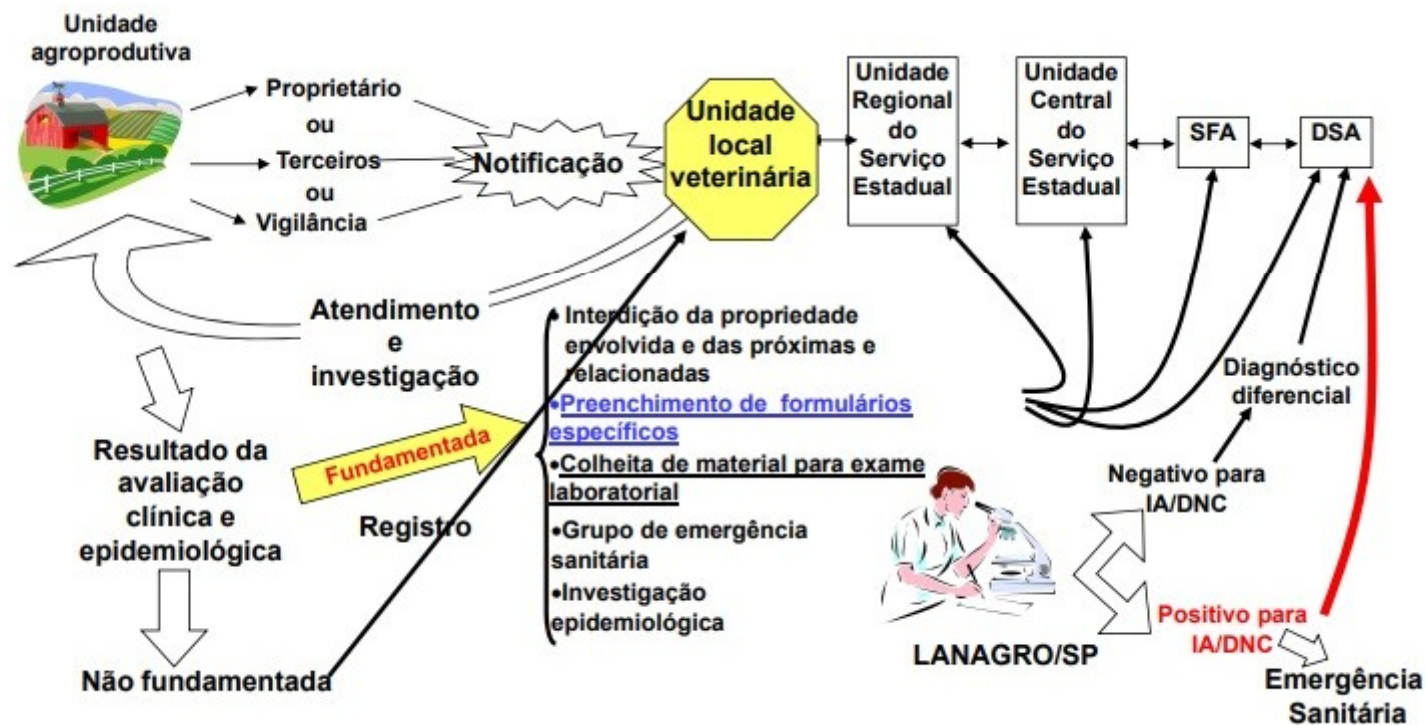 Unidade
agroprodutiva
Proprietário
ou
Terceiros
ou
Vigilância
Notificação
Unidade
local
veterinária
Unidade
Regional
do
Serviço
Estadual
Unidade
Central
do
Serviço
Estadual
SFA
DSA
Atendimento
e
investigação
•Interdição da propriedade
envolvida e das próximas e
relacionadas
•Preenchimento de formulários
específicos
•Colheita de material para exame
laboratorial
•Grupo de emergência
sanitária
•Investigação
epidemiológica
Diagnóstico
diferencial
Resultado da
avaliação
clínica e
epidemiológica
Fundamentada
Registro
Não fundamentada
LANAGRO/SP
Negativo para
IA/DNC
Positivo para
IA/DNC
Emergência
Sanitária